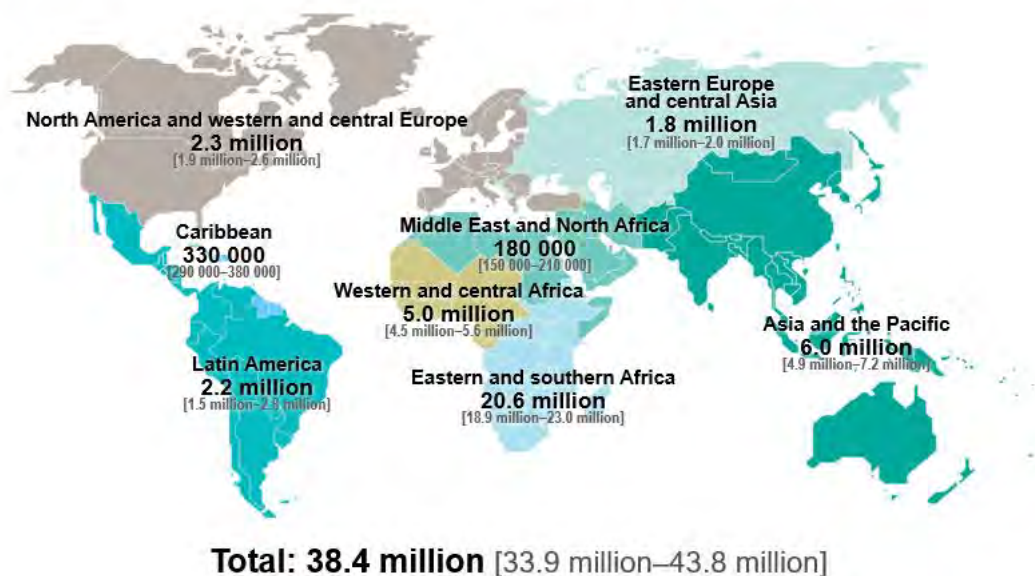 North America and western and central Europe
2.3 million
[1.9 million–2.6 million]
Eastern Europe
and central Asia
1.8 million
[1.7 million–2.0 million]
Caribbean
330 000
[290 000–380 000]
Middle East and North Africa
180 000
[150 000–210 000]
Western and central Africa
5.0 million
[4.5 million–5.6 million]
Asia and the Pacific
6.0 million
[4.9 million–7.2 million]
Latin America
2.2 million
[1.5 million–2.8 million]
Eastern and southern Africa
20.6 million
[18.9 million–23.0 million]
Total: 38.4 million [33.9 million–43.8 million]